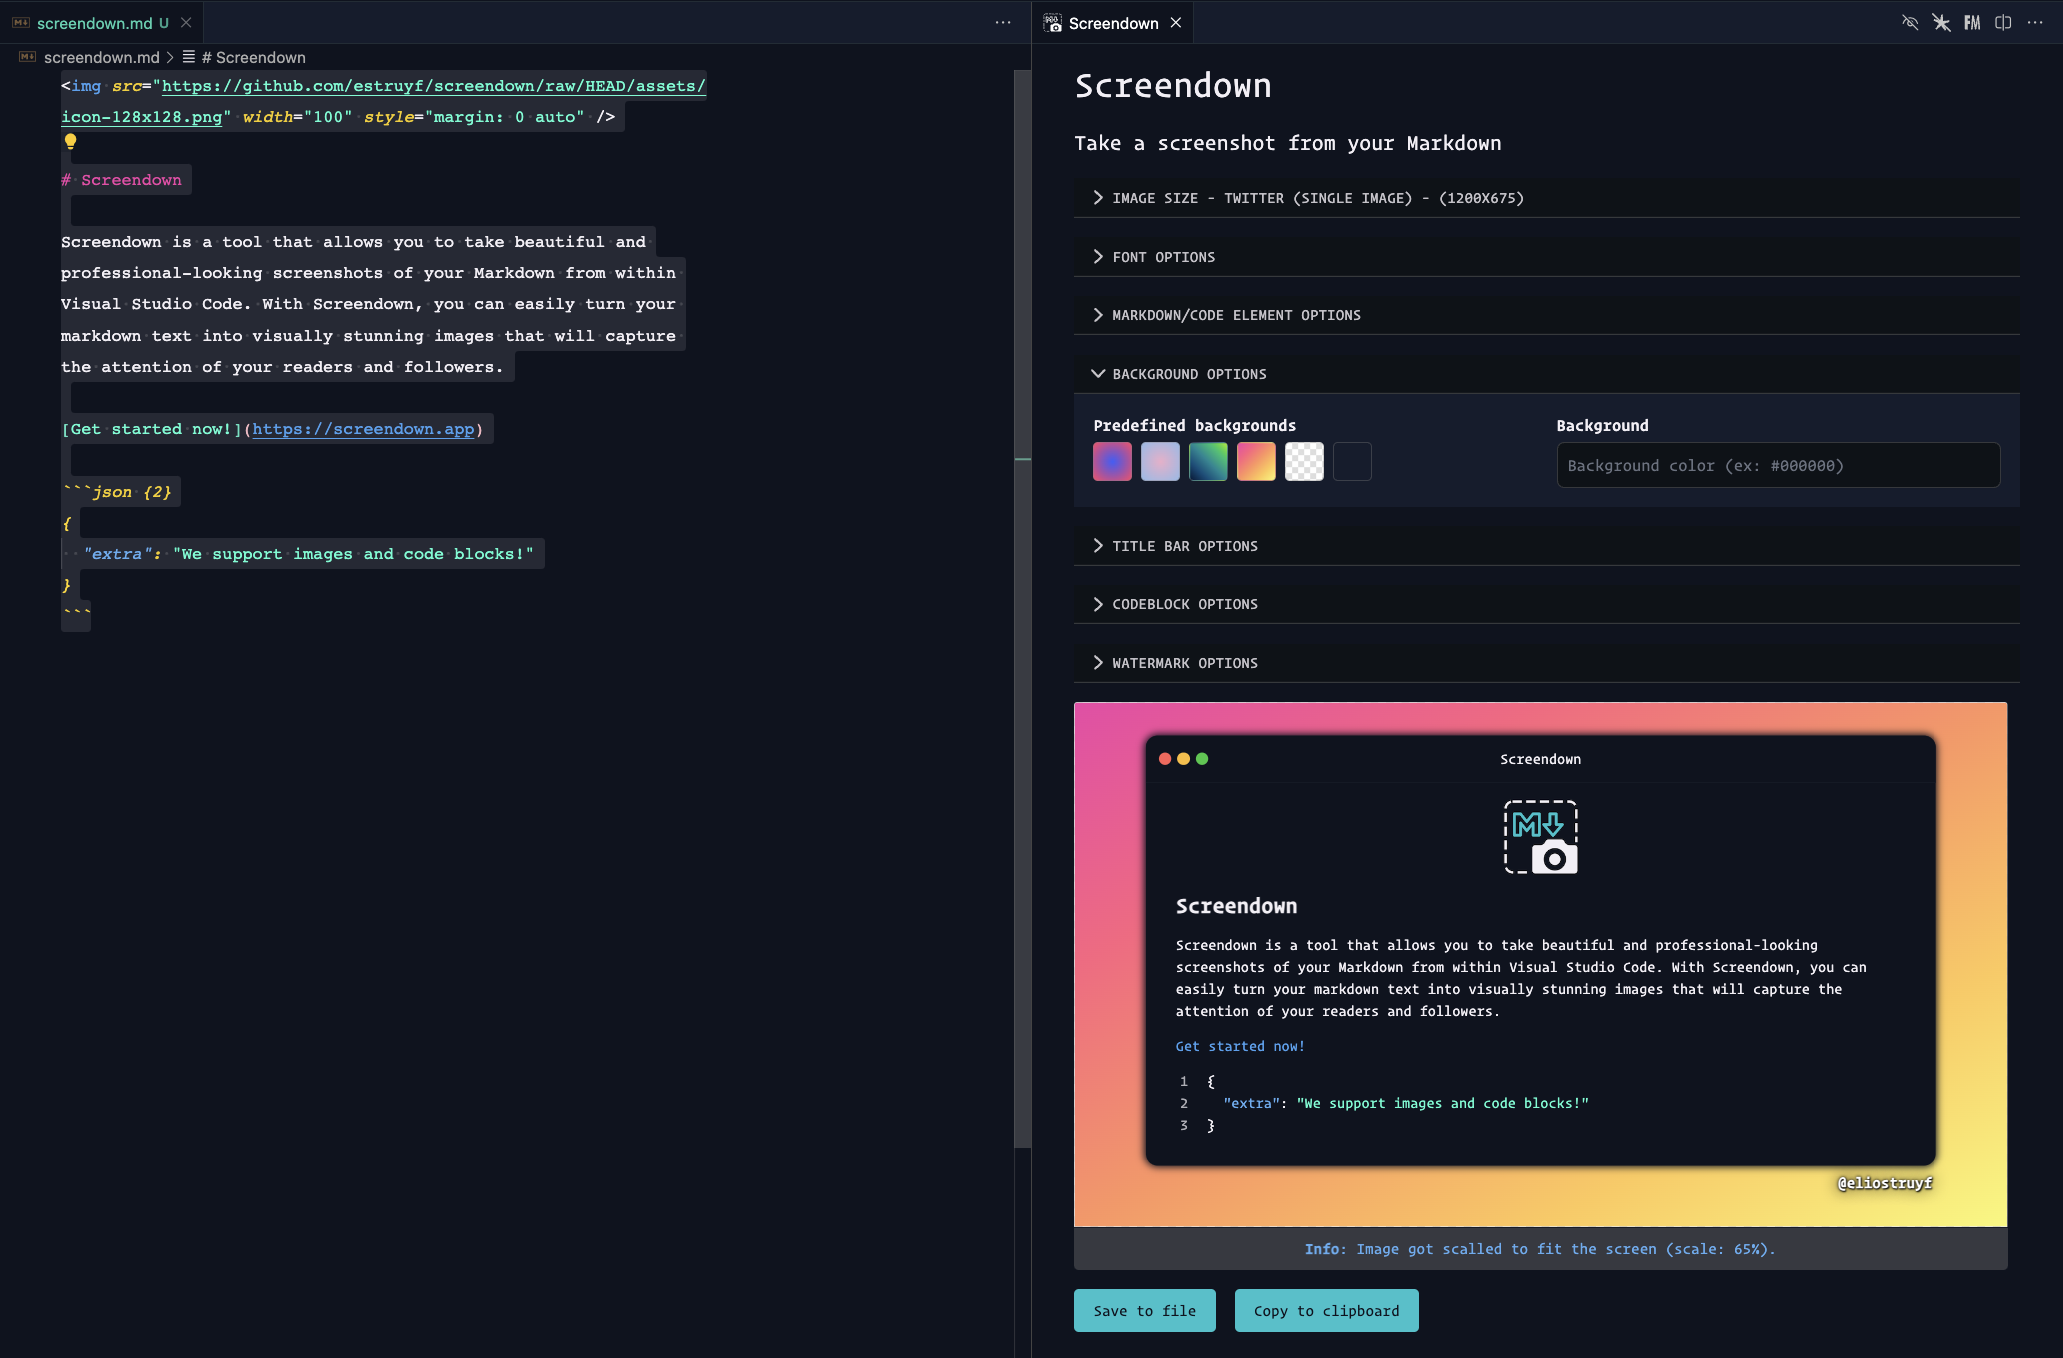 screendown.md U
screendown.md > # Screendown
<img src="https://github.com/estruyf/screendown/raw/HEAD/assets/
icon-128x128.png" width="100" style="margin: 0 auto" />
# Screendown
Screendown is a tool that allows you to take beautiful and
professional-looking screenshots of your Markdown from within
Visual Studio Code. With Screendown, you can easily turn your
markdown text into visually stunning images that will capture
the attention of your readers and followers.
[Get started now!](https://screendown.app)
```json {2}
{
"extra": "We support images and code blocks!"
}
```
Screendown
FM
Screendown
Take a screenshot from your Markdown
IMAGE SIZE - TWITTER (SINGLE IMAGE) - (1200X675)
FONT OPTIONS
MARKDOWN/CODE ELEMENT OPTIONS
BACKGROUND OPTIONS
Predefined backgrounds
Background
Background color (ex: #000000)
TITLE BAR OPTIONS
CODEBLOCK OPTIONS
WATERMARK OPTIONS
Screendown
M
Screendown
Screendown is a tool that allows you to take beautiful and professional-looking
screenshots of your Markdown from within Visual Studio Code. With Screendown, you can
easily turn your markdown text into visually stunning images that will capture the
attention of your readers and followers.
Get started now!
1 {
2 "extra": "We support images and code blocks!"
3 }
@eliostruyf
Info: Image got scalled to fit the screen (scale: 65%).
Save to file
Copy to clipboard